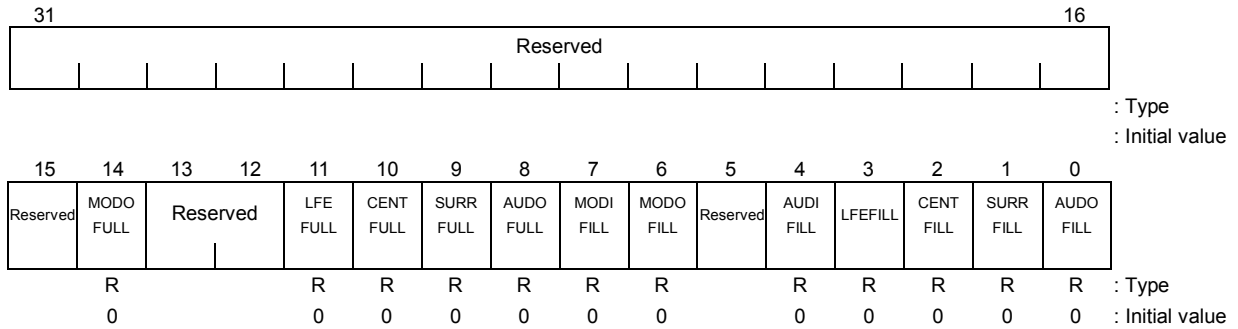 31 16
Reserved
: Type
: Initial value
15 14 13 12 11 10 9 8 7 6 5 4 3 2 1 0
Reserved MODO FULL Reserved LFE FULL CENT FULL SURR FULL AUDO FULL MODI FILL MODO FILL Reserved AUDI FILL LFEFILL CENT FILL SURR FILL AUDO FILL
R R R R R R R R R R R R : Type
0 0 0 0 0 0 0 0 0 0 0 0 : Initial value